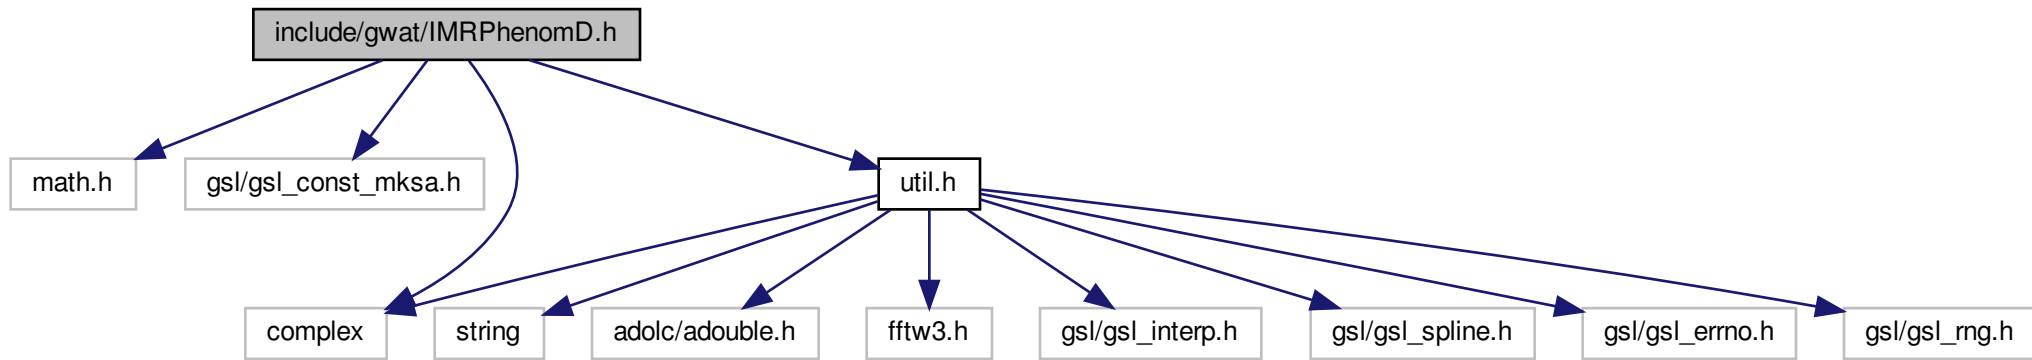 include/gwat/IMRPhenomD.h
math.h
gsl/gsl_const_mksa.h
util.h
complex
string
adolc/adouble.h
fftw3.h
gsl/gsl_interp.h
gsl/gsl_spline.h
gsl/gsl_errno.h
gsl/gsl_rng.h